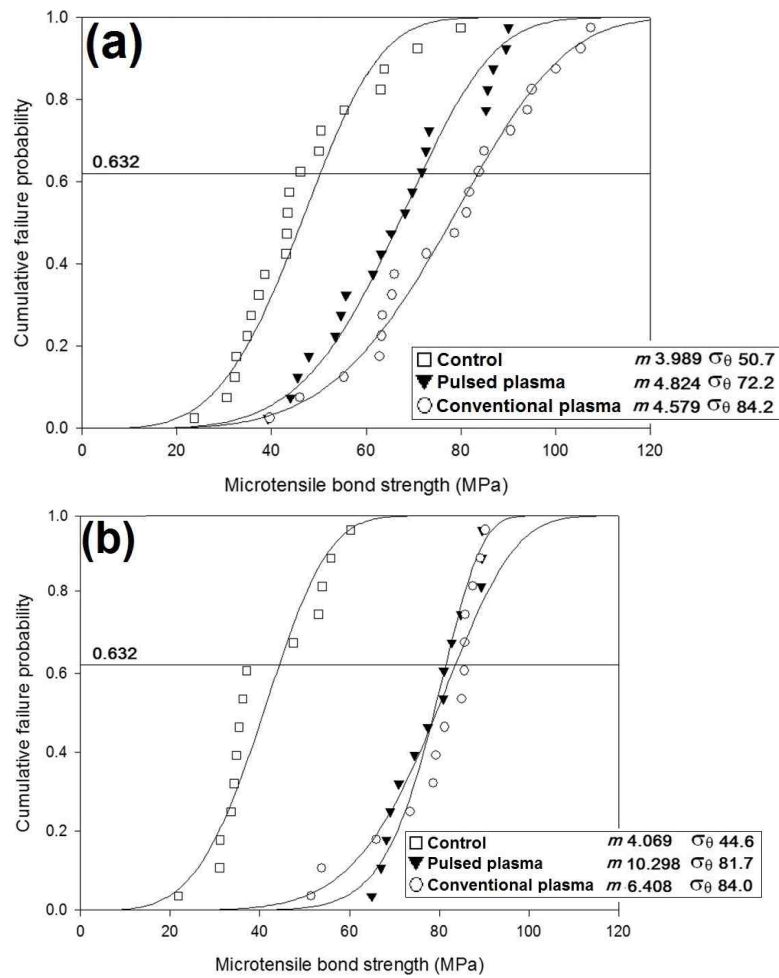 (a)
1.0
0.8
0.632
0.6
0.4
0.2
0.0
Cumulative failure probability
□ Control m 3.989 σθ 50.7
▼ Pulsed plasma m 4.824 σθ 72.2
○ Conventional plasma m 4.579 σθ 84.2
0 20 40 60 80 100 120
Microtensile bond strength (MPa)
(b)
1.0
0.8
0.632
0.6
0.4
0.2
0.0
Cumulative failure probability
□ Control m 4.069 σθ 44.6
▼ Pulsed plasma m 10.298 σθ 81.7
○ Conventional plasma m 6.408 σθ 84.0
0 20 40 60 80 100 120
Microtensile bond strength (MPa)